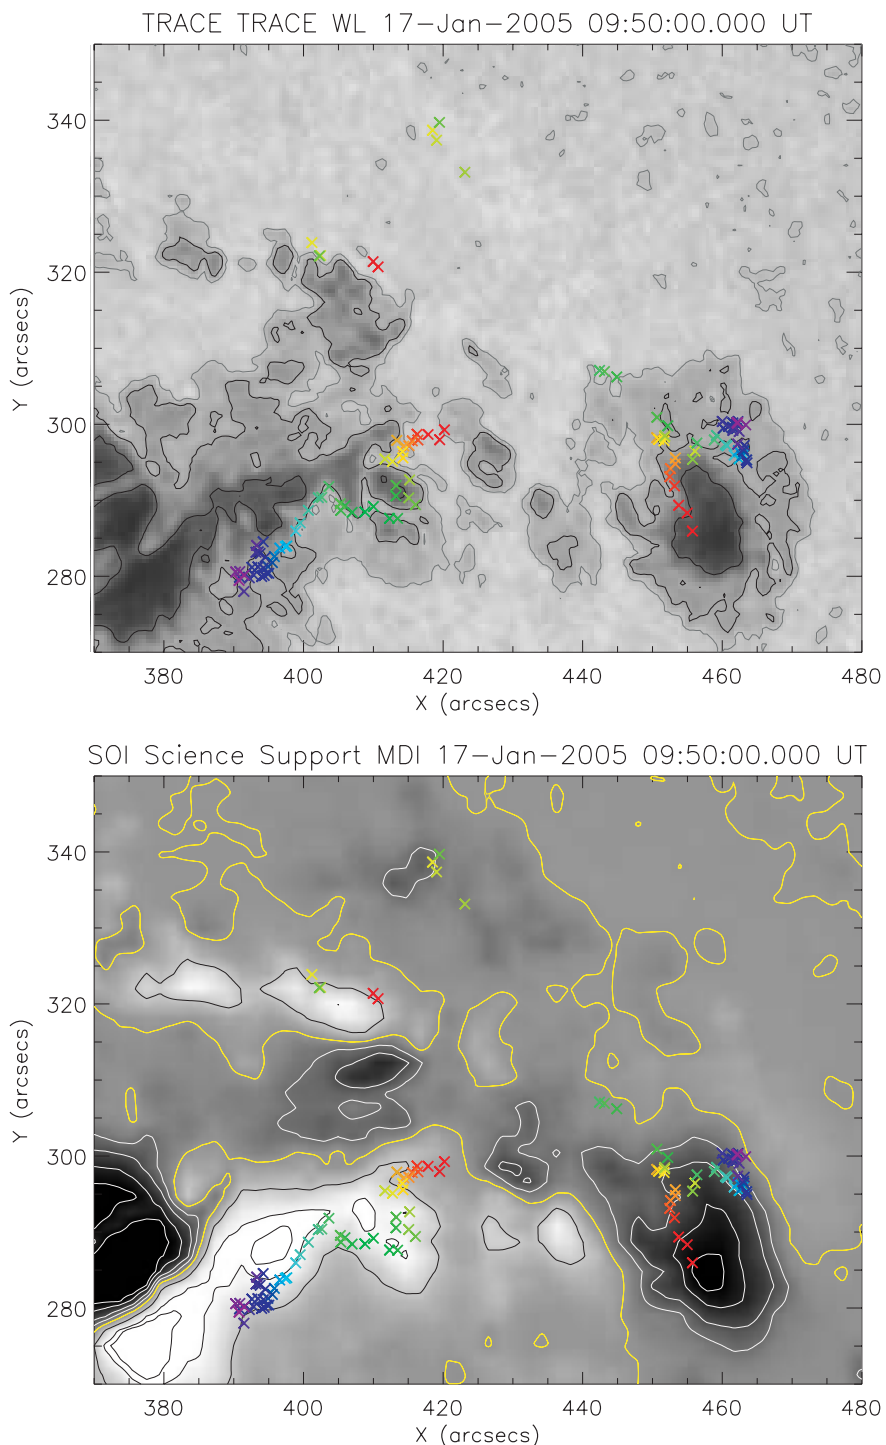 TRACE TRACE WL 17-Jan-2005 09:50:00.000 UT
340
320
300
280
Y (arcsecs)
380 400 420 440 460 480
X (arcsecs)
SOI Science Support MDI 17-Jan-2005 09:50:00.000 UT
340
320
300
280
Y (arcsecs)
380 400 420 440 460 480
X (arcsecs)